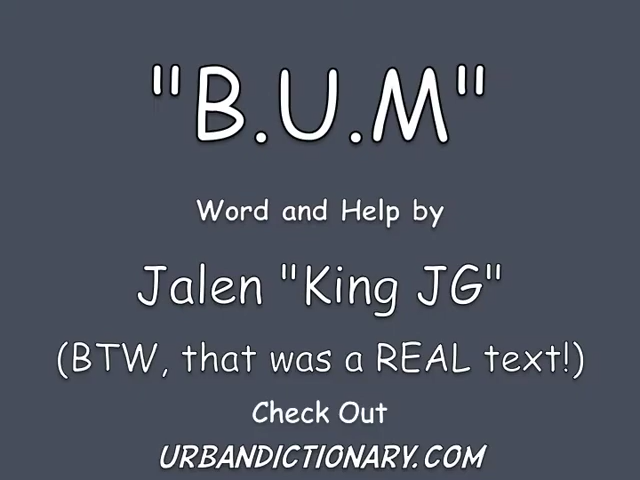 "B.U.M"
Word and Help by
Jalen "King JG"
(BTW, that was a REAL text!)
Check Out
URBANDICTIONARY.COM